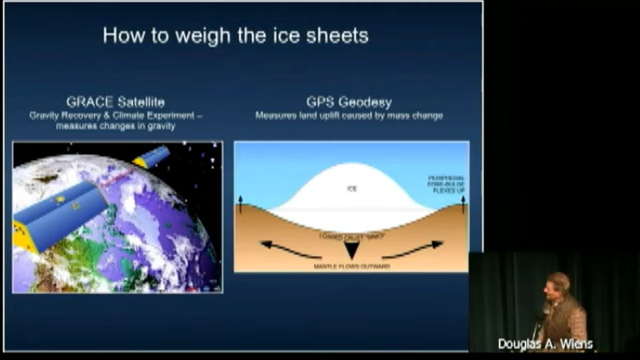 How to weigh the ice sheets
GRACE Satellite
Gravity Recovery & Climate Experiment –
measures changes in gravity
GPS Geodesy
Measures land uplift caused by mass change
ICE
PERIPHERAL
FORE-BULGE
FLEXES UP
LOADED CRUST
MANTLE FLOWS OUTWARD
Douglas A. Wiens